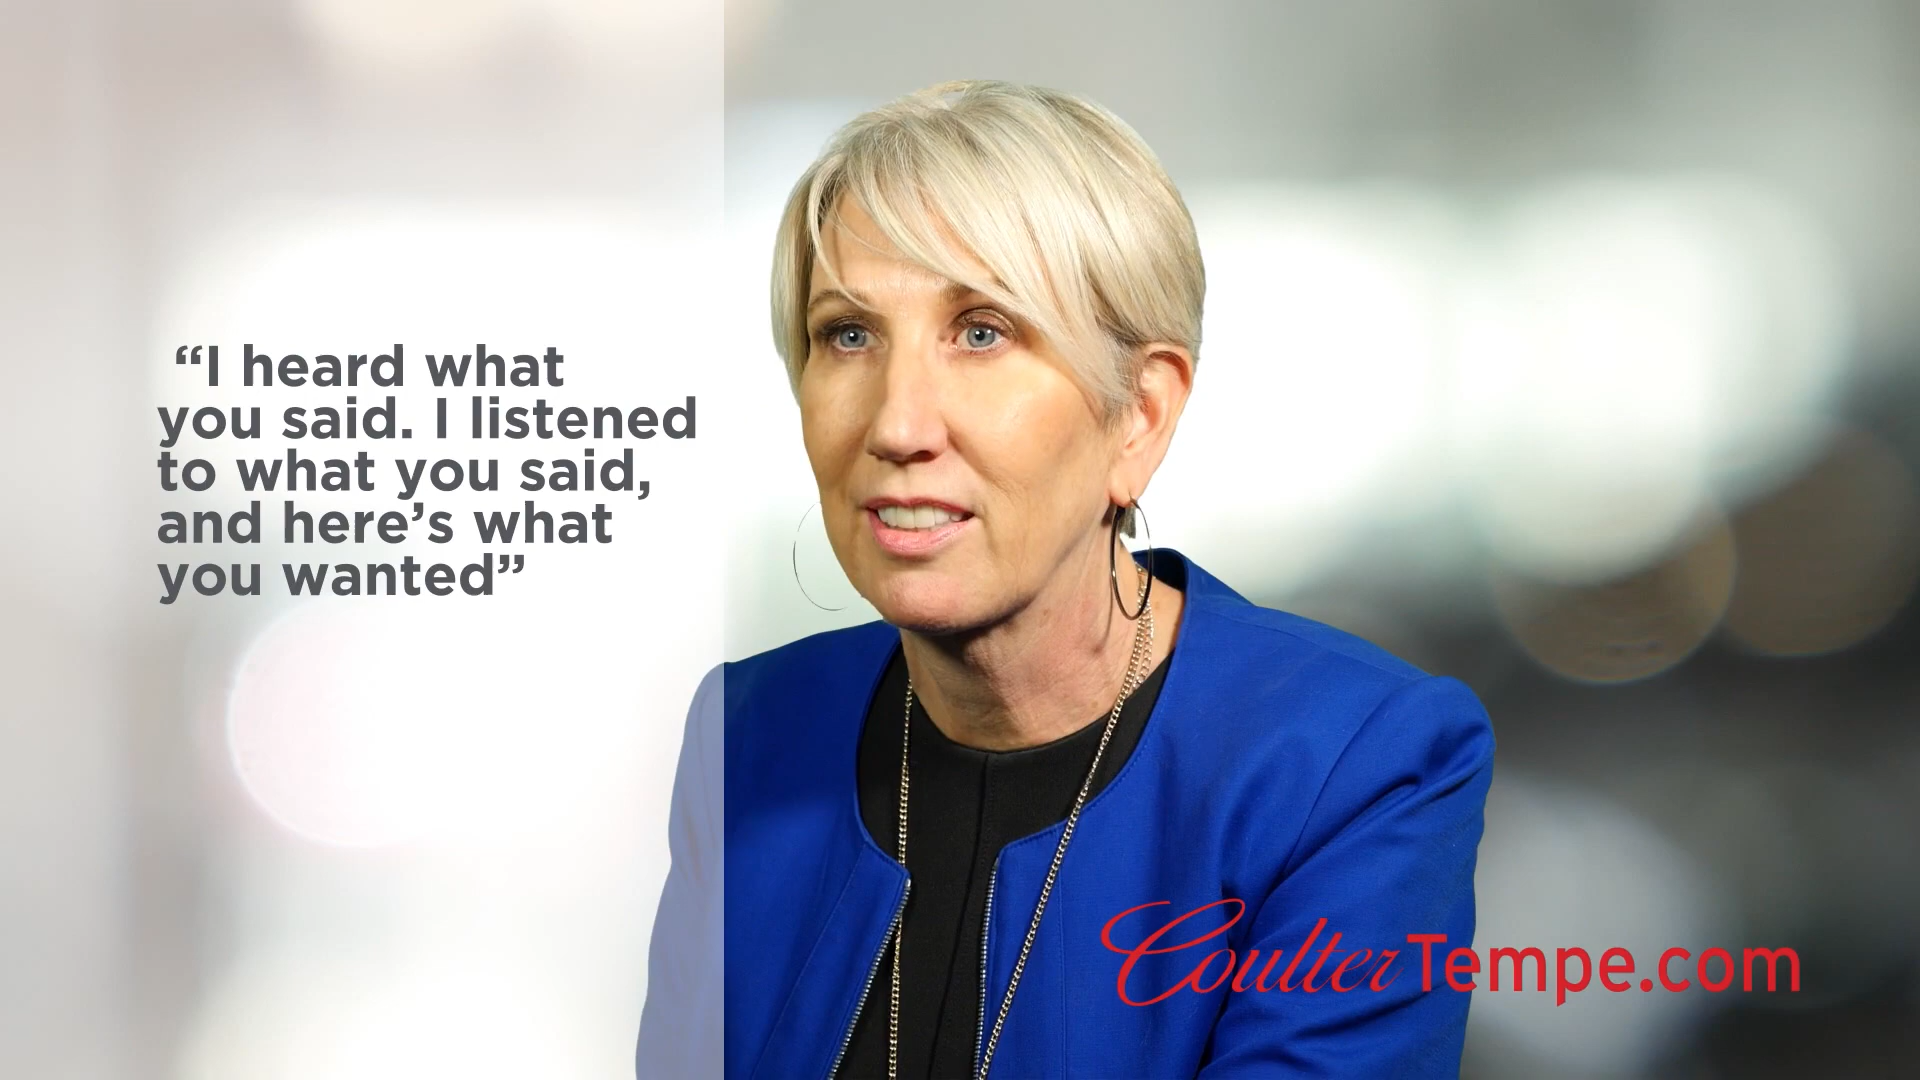 “I heard what
you said. I listened
to what you said,
and here’s what
you wanted”
CoulterTempe.com